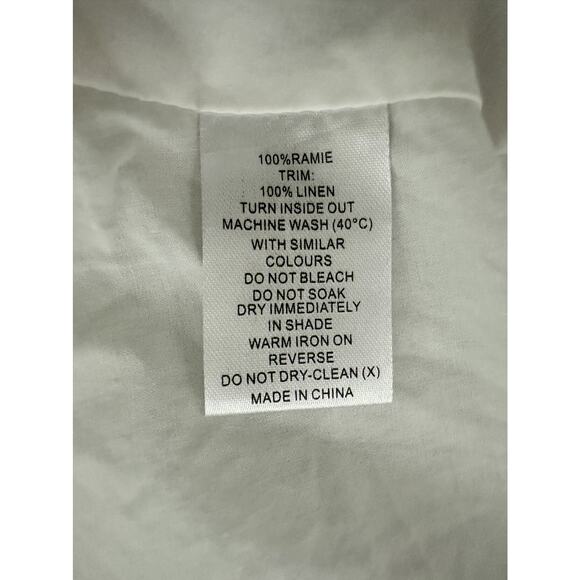 100%RAMIE
TRIM:
100% LINEN
TURN INSIDE OUT
MACHINE WASH (40°C)
WITH SIMILAR
COLOURS
DO NOT BLEACH
DO NOT SOAK
DRY IMMEDIATELY
IN SHADE
WARM IRON ON
REVERSE
DO NOT DRY-CLEAN (X)
MADE IN CHINA